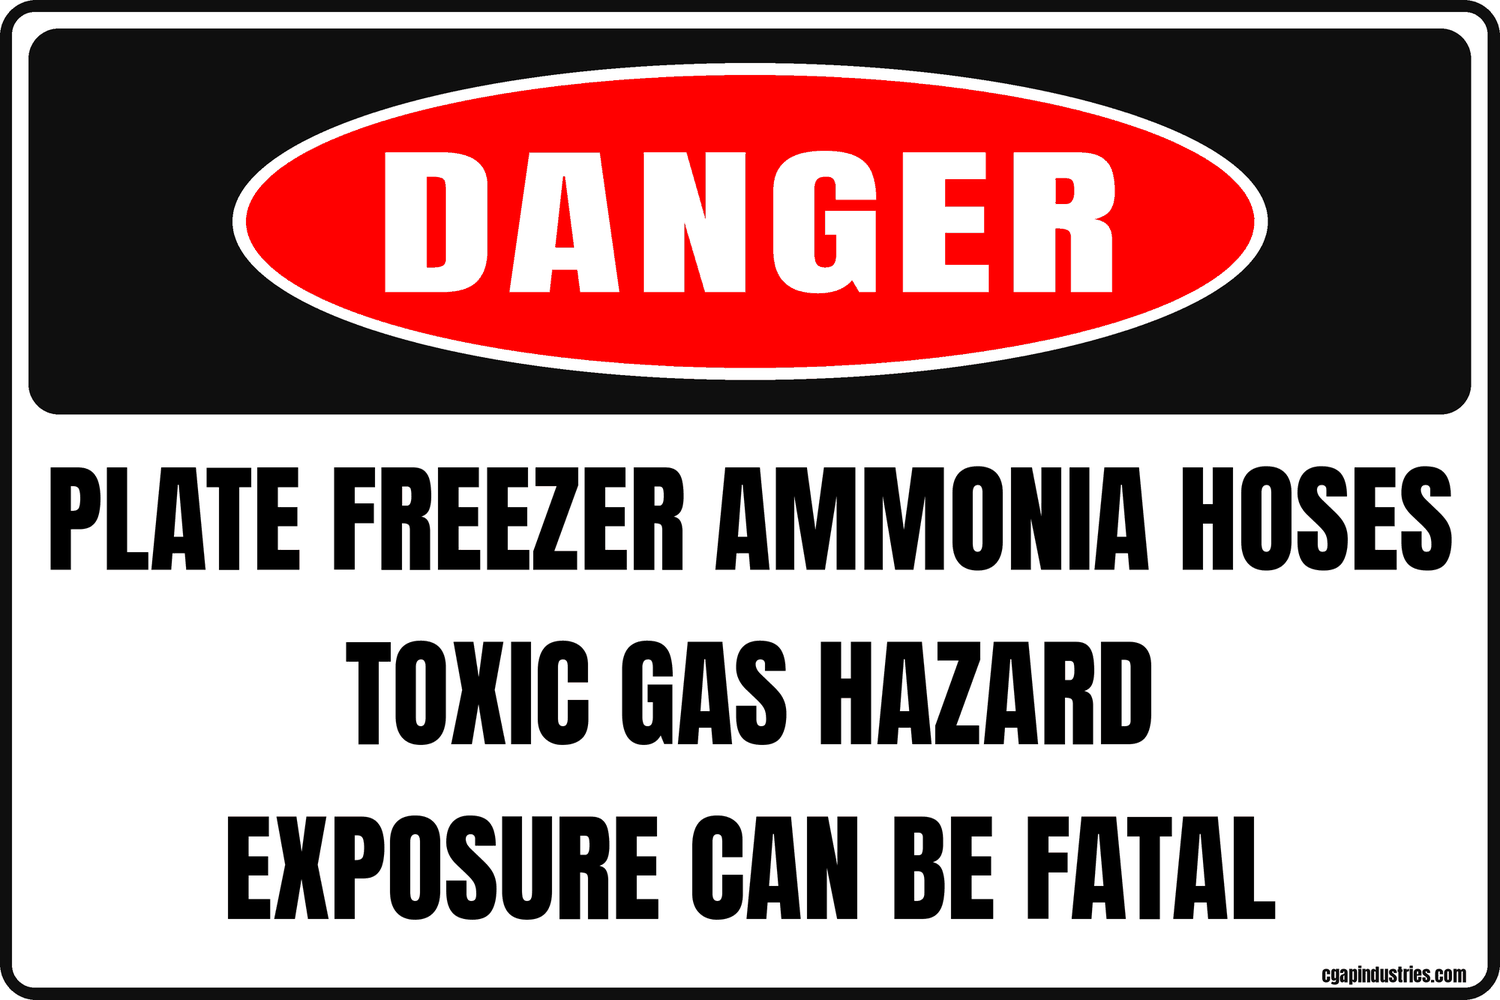 DANGER
PLATE FREEZER AMMONIA HOSES
TOXIC GAS HAZARD
EXPOSURE CAN BE FATAL
cgapindustries.com